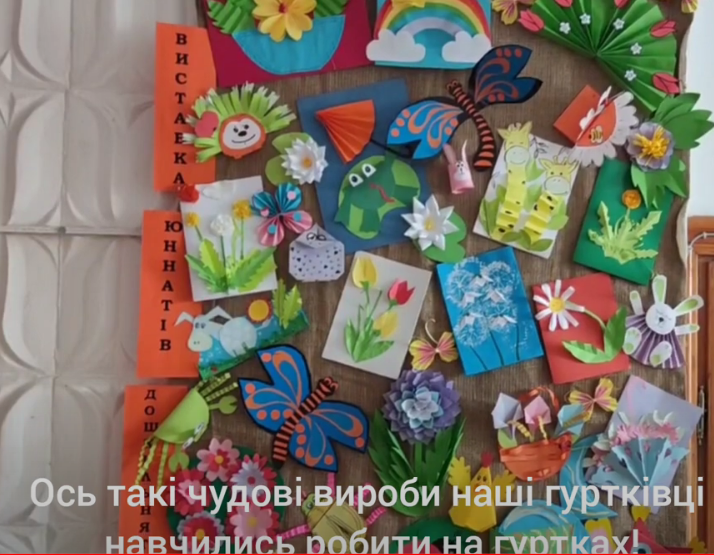 ВИСТАВКА
ЮННАТІВ
Ось такі чудові вироби наші гуртківці
навчились робити на гуртках!